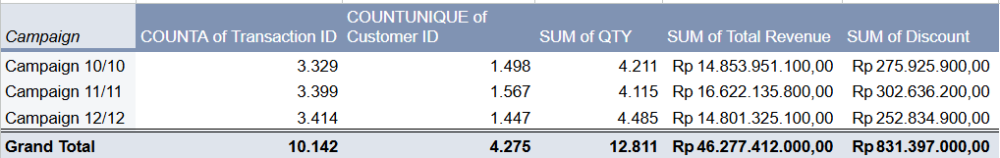 Campaign COUNTA of Transaction ID COUNTUNIQUE of Customer ID SUM of QTY SUM of Total Revenue SUM of Discount
Campaign 10/10 3.329 1.498 4.211 Rp 14.853.951.100,00 Rp 275.925.900,00
Campaign 11/11 3.399 1.567 4.115 Rp 16.622.135.800,00 Rp 302.636.200,00
Campaign 12/12 3.414 1.447 4.485 Rp 14.801.325.100,00 Rp 252.834.900,00
Grand Total 10.142 4.275 12.811 Rp 46.277.412.000,00 Rp 831.397.000,00